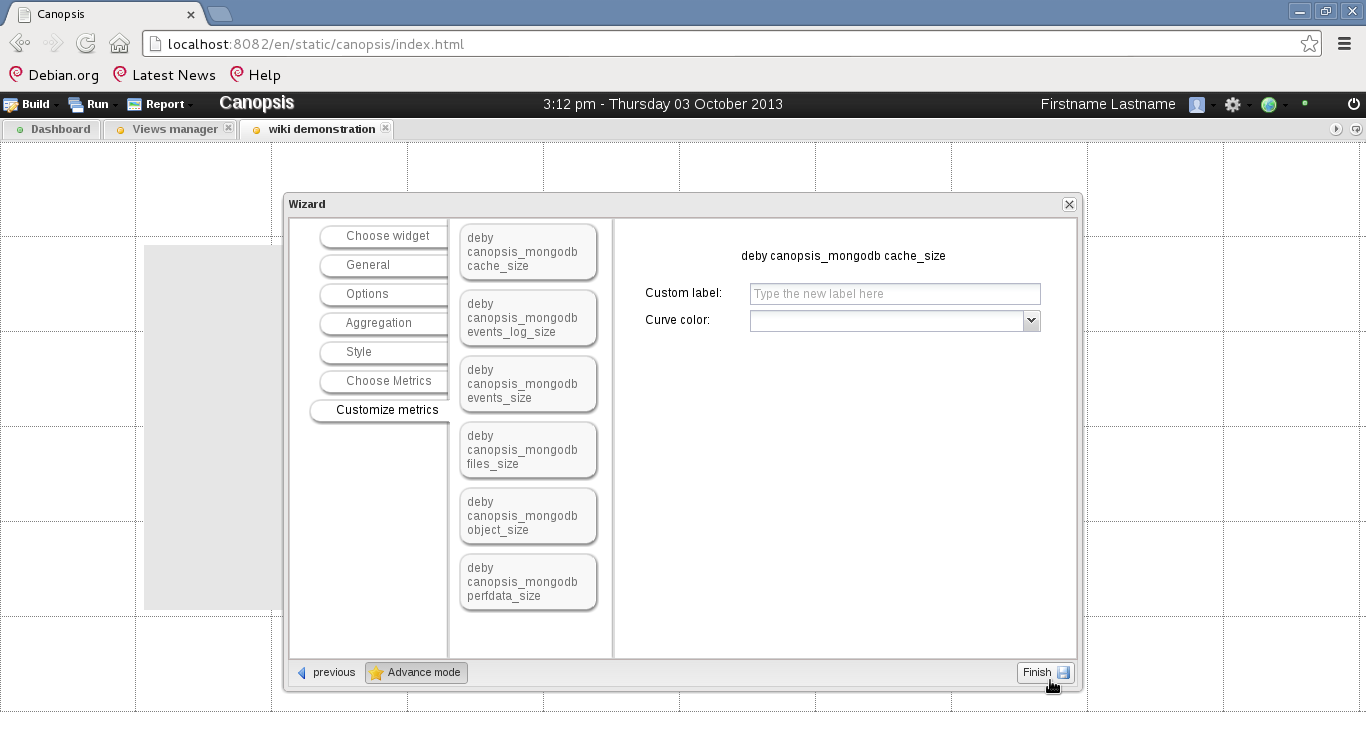 Canopsis
localhost:8082/en/static/canopsis/index.html
Debian.org Latest News Help
Build Run Report Canopsis 3:12 pm - Thursday 03 October 2013 Firstname Lastname
Dashboard Views manager wiki demonstration
Wizard
Choose widget
General
Options
Aggregation
Style
Choose Metrics
Customize metrics
deby
canopsis_mongodb
cache_size
deby
canopsis_mongodb
events_log_size
deby
canopsis_mongodb
events_size
deby
canopsis_mongodb
files_size
deby
canopsis_mongodb
object_size
deby
canopsis_mongodb
perfdata_size
deby canopsis_mongodb cache_size
Custom label: Type the new label here
Curve color:
previous Advance mode Finish